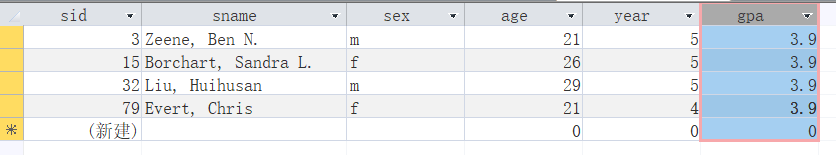 sid sname sex age year gpa
3 Zeene, Ben N. m 21 5 3.9
15 Borchart, Sandra L. f 26 5 3.9
32 Liu, Huihusan m 29 5 3.9
79 Evert, Chris f 21 4 3.9
* (新建) 0 0 0